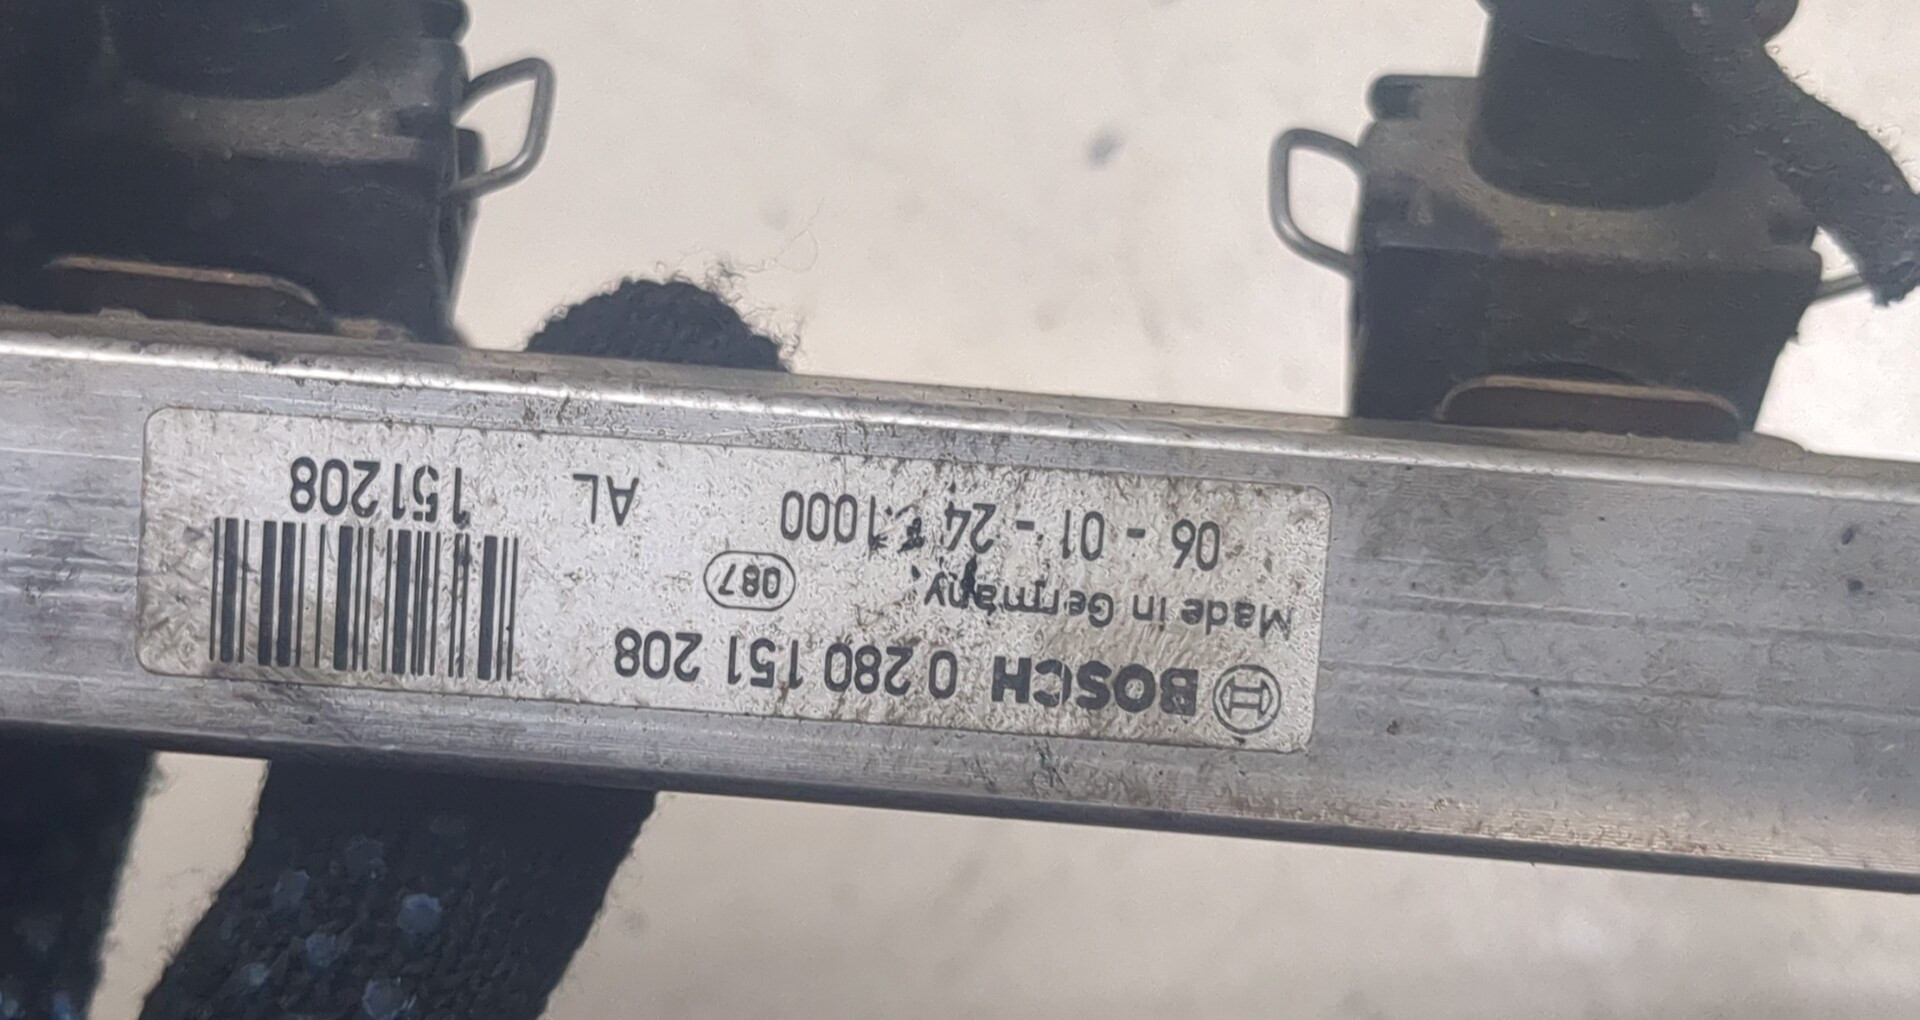 BOSCH 0 280 151 208
Made in Germany 087
06 - 01 - 24 1000 AL 151208